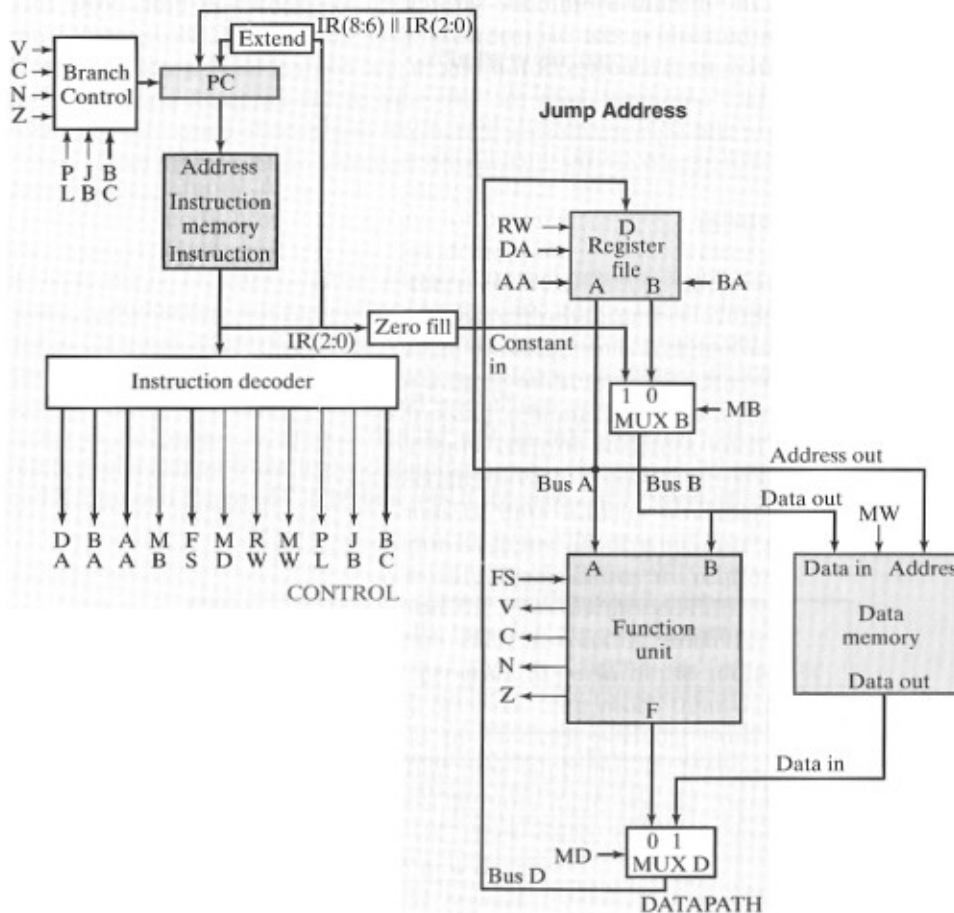 IR(8:6) || IR(2:0)
Extend
V
C
N
Z
Branch
Control
PC
P
L
J
B
B
C
Jump Address
Address
Instruction
memory
Instruction
RW
DA
AA
D
Register
file
A B
BA
IR(2:0)
Zero fill
Constant
in
Instruction decoder
1 0
MUX B
MB
Address out
Bus A
Bus B
Data out
MW
D
A
B
A
A
A
M
B
F
S
M
D
R
W
M
W
P
L
J
B
B
C
CONTROL
FS
V
C
N
Z
A B
Function
unit
F
Data in Addres
Data
memory
Data out
Data in
0 1
MUX D
MD
Bus D
DATAPATH